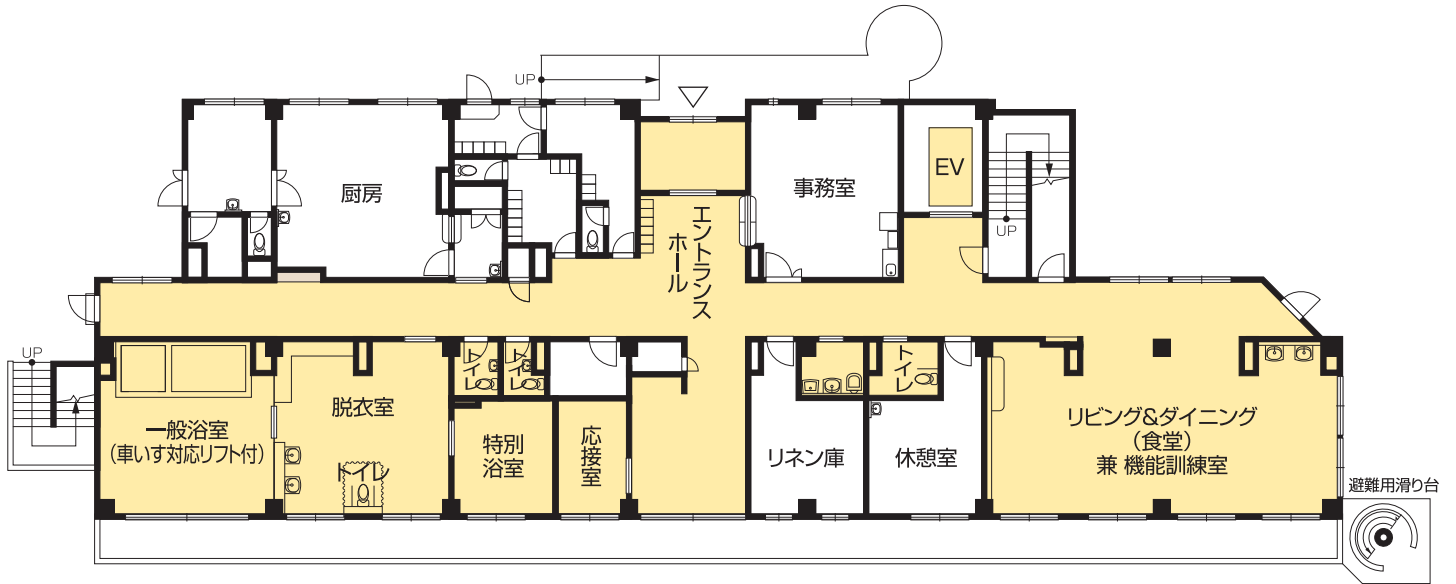 UP
厨房
事務室
EV
UP
エントランス
ホール
UP
一般浴室
(車いす対応リフト付)
脱衣室
トイレ
トイレ
トイレ
特別
浴室
応接室
リネン庫
トイレ
休憩室
リビング&ダイニング
(食堂)
兼 機能訓練室
避難用滑り台